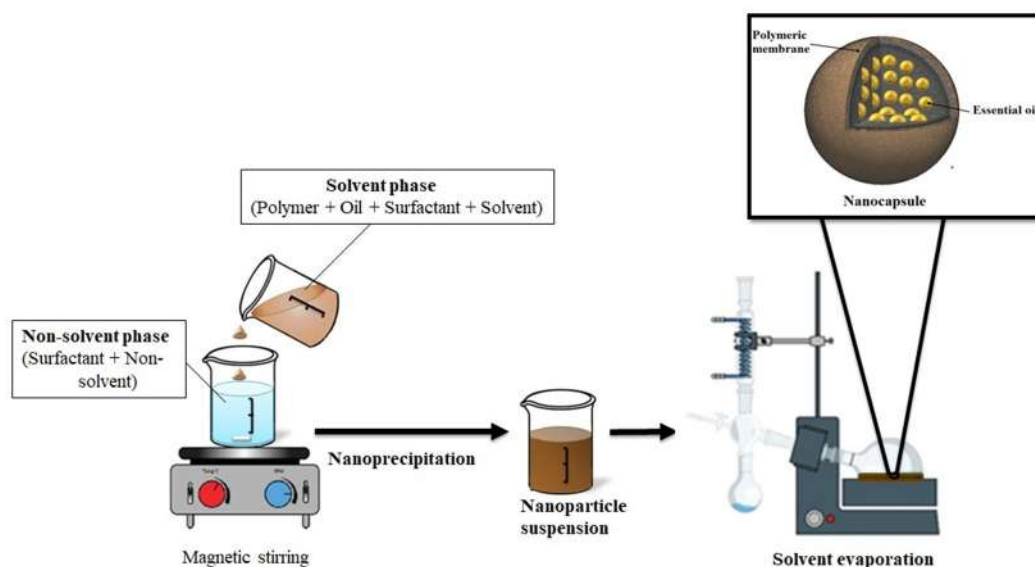 Polymeric
membrane
Essential oil
Nanocapsule
Solvent phase
(Polymer + Oil + Surfactant + Solvent)
Non-solvent phase
(Surfactant + Non-
solvent)
Nanoprecipitation
Nanoparticle
suspension
Magnetic stirring
Solvent evaporation